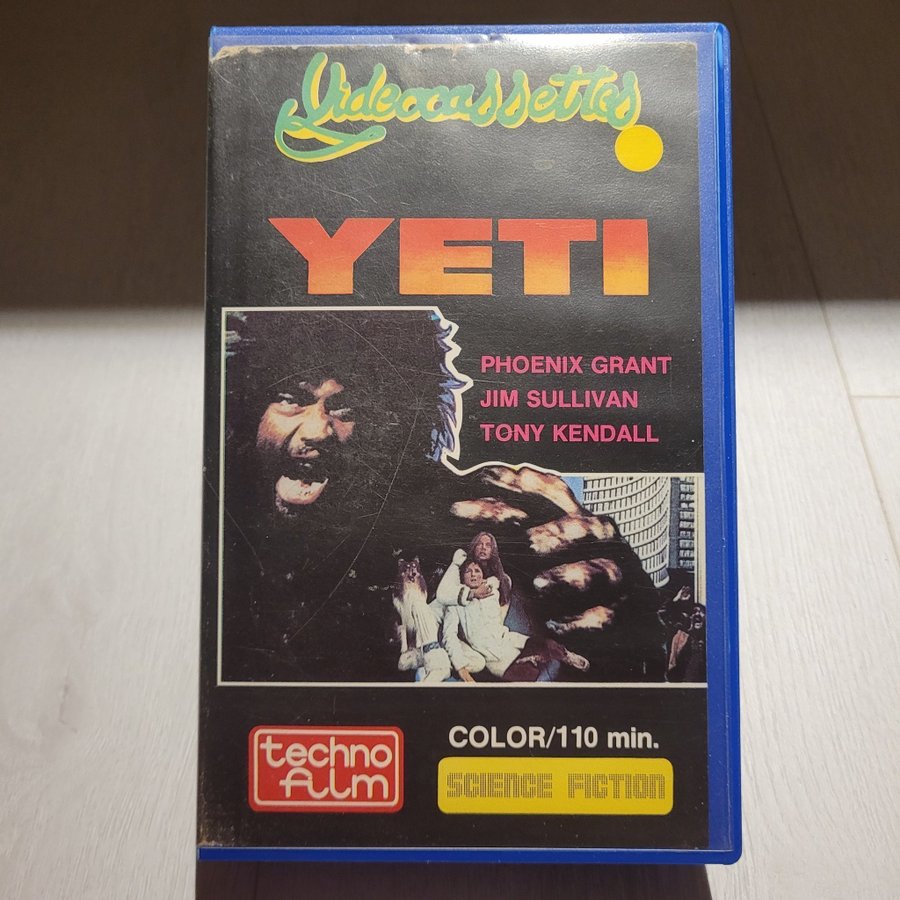 Videocassettes
YETI
PHOENIX GRANT
JIM SULLIVAN
TONY KENDALL
techno
film
COLOR/110 min.
SCIENCE FICTION